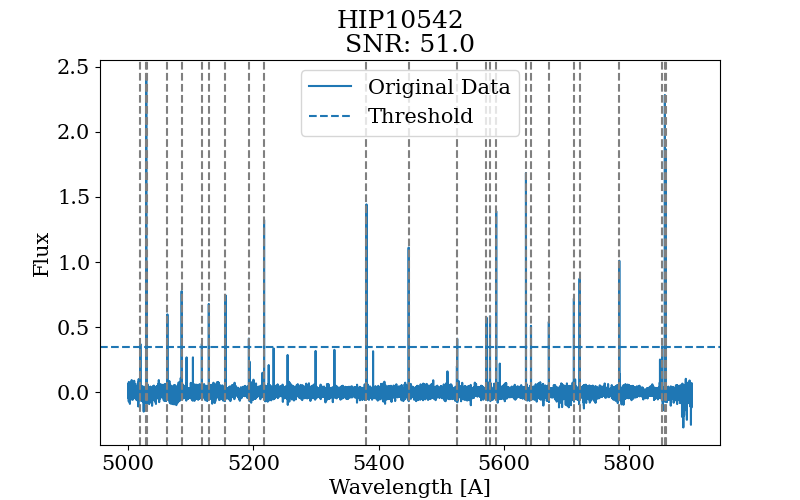 HIP10542
SNR: 51.0
Original Data
Threshold
2.5
2.0
1.5
1.0
0.5
0.0
Flux
5000 5200 5400 5600 5800
Wavelength [A]